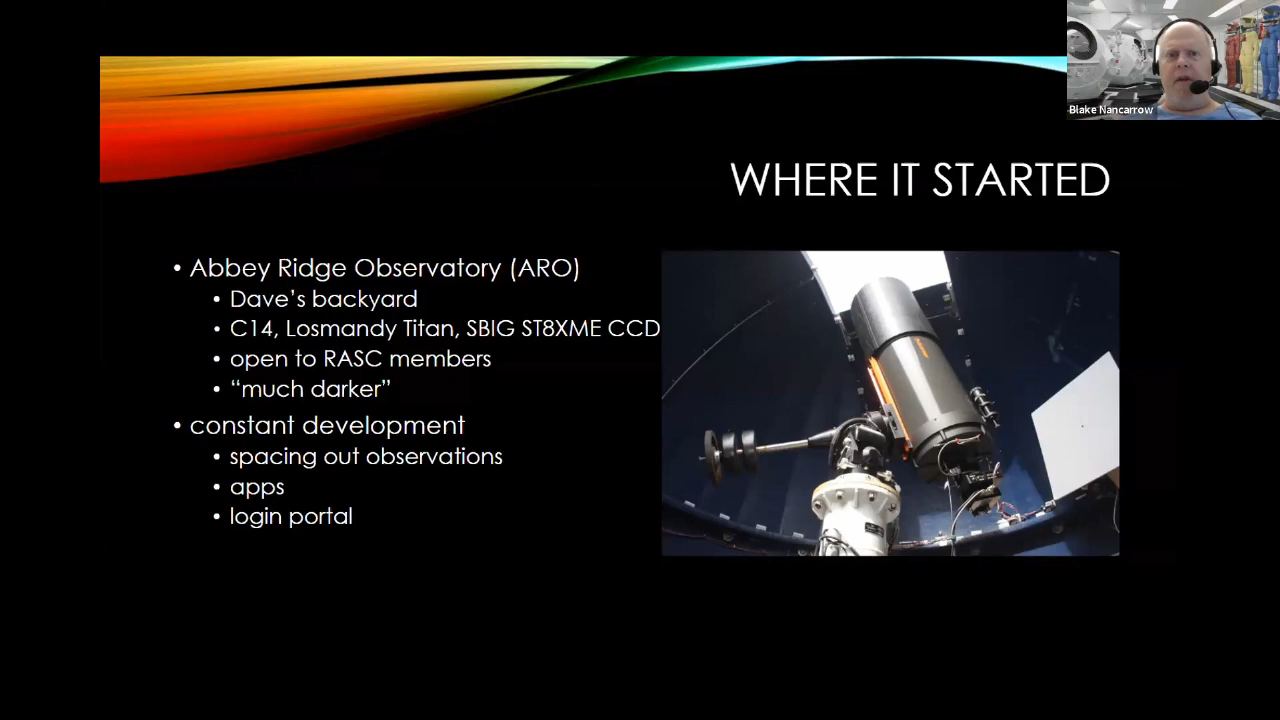 Blake Nancarrow
WHERE IT STARTED
• Abbey Ridge Observatory (ARO)
• Dave’s backyard
• C14, Losmandy Titan, SBIG ST8XME CCD
• open to RASC members
• “much darker”
• constant development
• spacing out observations
• apps
• login portal